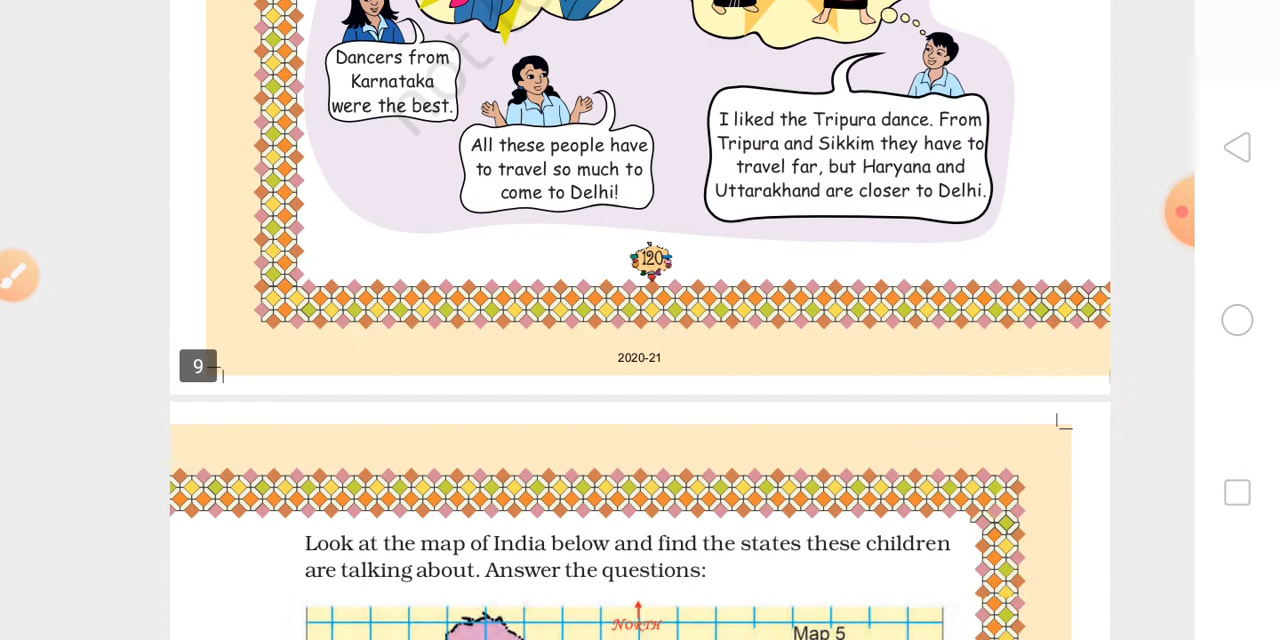 Dancers from
Karnataka
were the best.
All these people have
to travel so much to
come to Delhi!
I liked the Tripura dance. From
Tripura and Sikkim they have to
travel far, but Haryana and
Uttarakhand are closer to Delhi.
not
120
2020-21
9
Look at the map of India below and find the states these children
are talking about. Answer the questions:
NORTH
Map 5